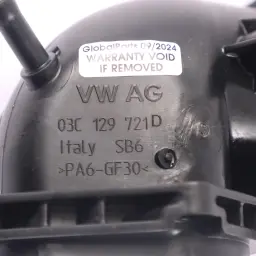 GlobalParts 09/2024
WARRANTY VOID
IF REMOVED
VW AG
03C 129 721D
Italy SB6
>PA6-GF30<